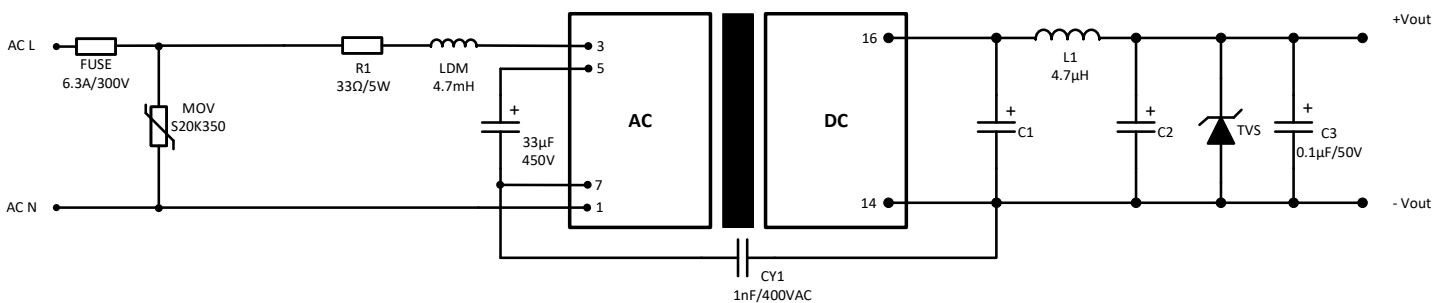 AC L
FUSE
6.3A/300V
MOV
S20K350
AC N
R1
33Ω/5W
LDM
4.7mH
+
33µF
450V
3
5
7
1
AC
DC
16
14
CY1
1nF/400VAC
+
C1
L1
4.7µH
+
C2
TVS
+
C3
0.1µF/50V
+Vout
- Vout